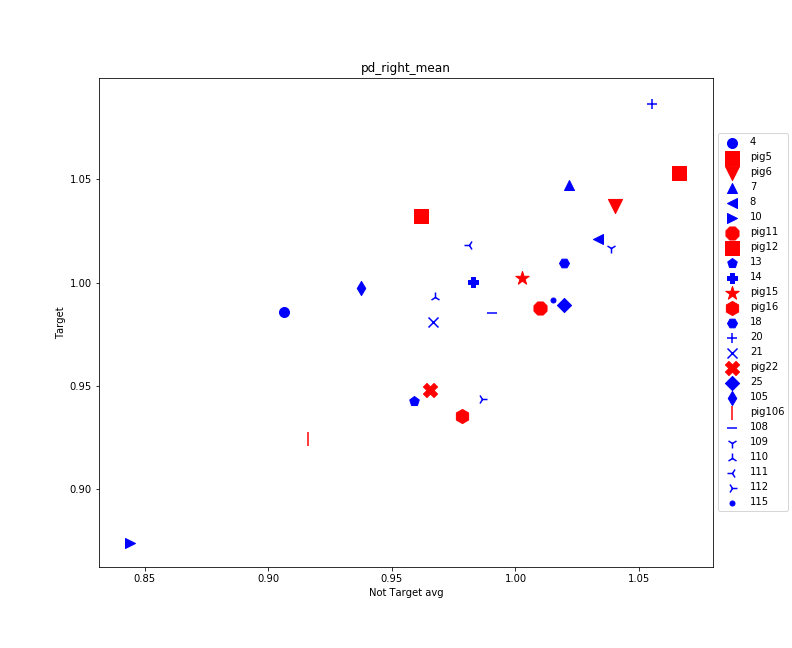 pd_right_mean
1.05
1.00
0.95
0.90
Target
0.85
0.90
0.95
1.00
1.05
Not Target avg
4
pig5
pig6
7
8
10
pig11
pig12
13
14
pig15
pig16
18
20
21
pig22
25
105
pig106
108
109
110
111
112
115